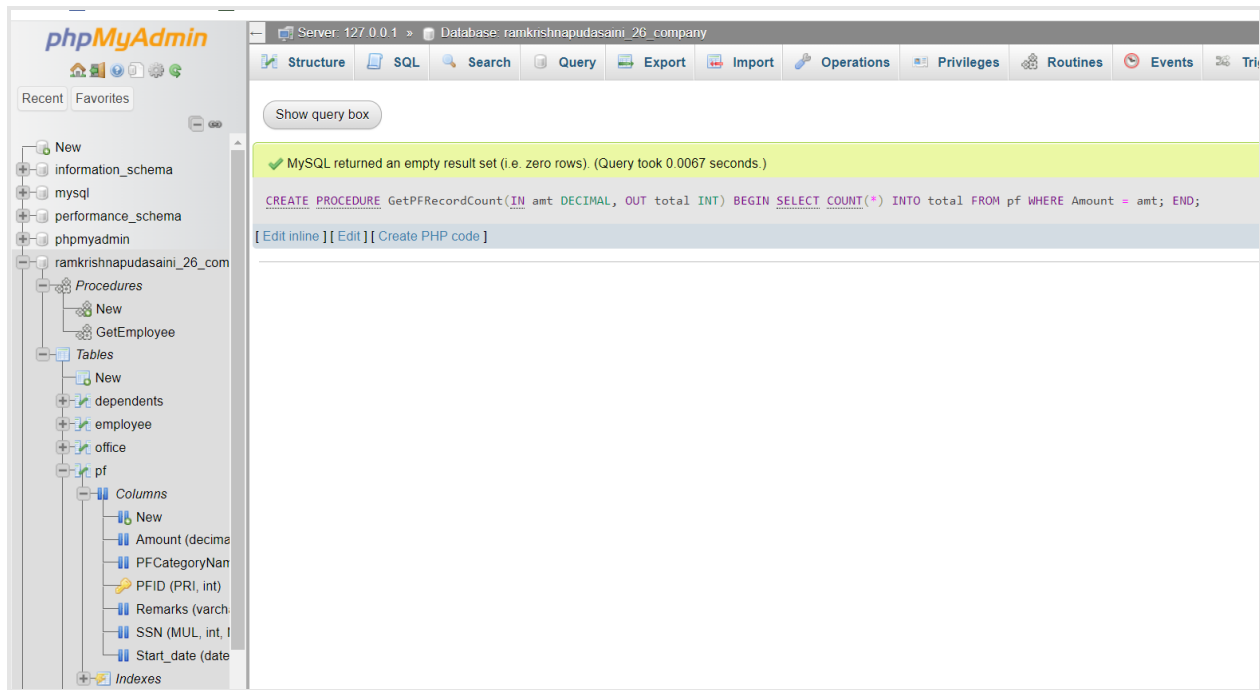 phpMyAdmin
Recent Favorites
New
information_schema
mysql
performance_schema
phpmyadmin
ramkrishnapudasaini_26_com
Procedures
New
GetEmployee
Tables
New
dependents
employee
office
pf
Columns
New
Amount (decima
PFCategoryNam
PFID (PRI, int)
Remarks (varch
SSN (MUL, int,
Start_date (date
Indexes
Server: 127.0.0.1 » Database: ramkrishnapudasaini_26_company
Structure SQL Search Query Export Import Operations Privileges Routines Events Tri
Show query box
MySQL returned an empty result set (i.e. zero rows). (Query took 0.0067 seconds.)
CREATE PROCEDURE GetPFRecordCount(IN amt DECIMAL, OUT total INT) BEGIN SELECT COUNT(*) INTO total FROM pf WHERE Amount = amt; END;
[ Edit inline ] [ Edit ] [ Create PHP code ]